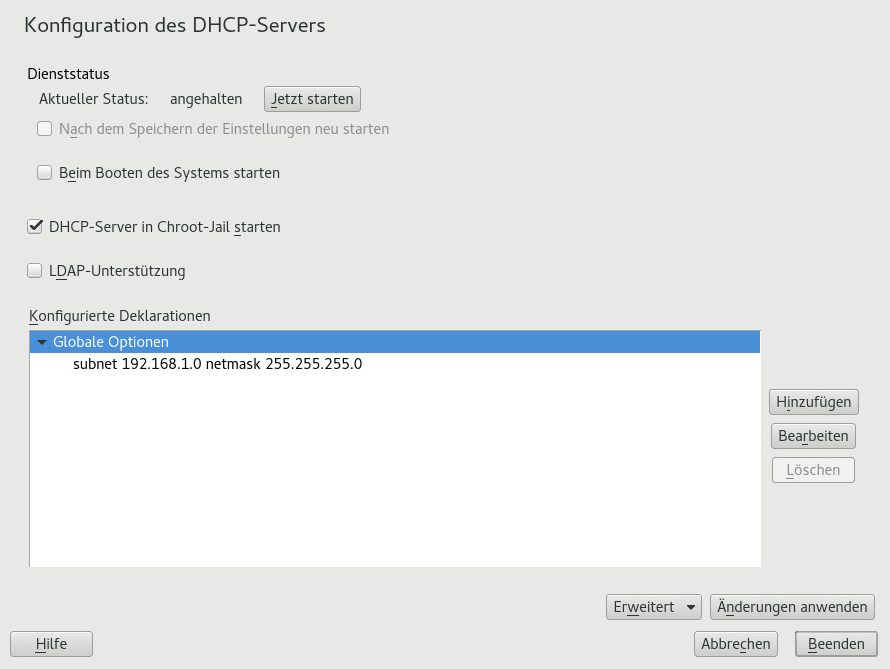 Konfiguration des DHCP-Servers
Dienststatus
Aktueller Status: angehalten Jetzt starten
Nach dem Speichern der Einstellungen neu starten
Beim Booten des Systems starten
DHCP-Server in Chroot-Jail starten
LDAP-Unterstützung
Konfigurierte Deklarationen
Globale Optionen
subnet 192.168.1.0 netmask 255.255.255.0
Hinzufügen
Bearbeiten
Löschen
Erweitert Änderungen anwenden
Hilfe Abbrechen Beenden